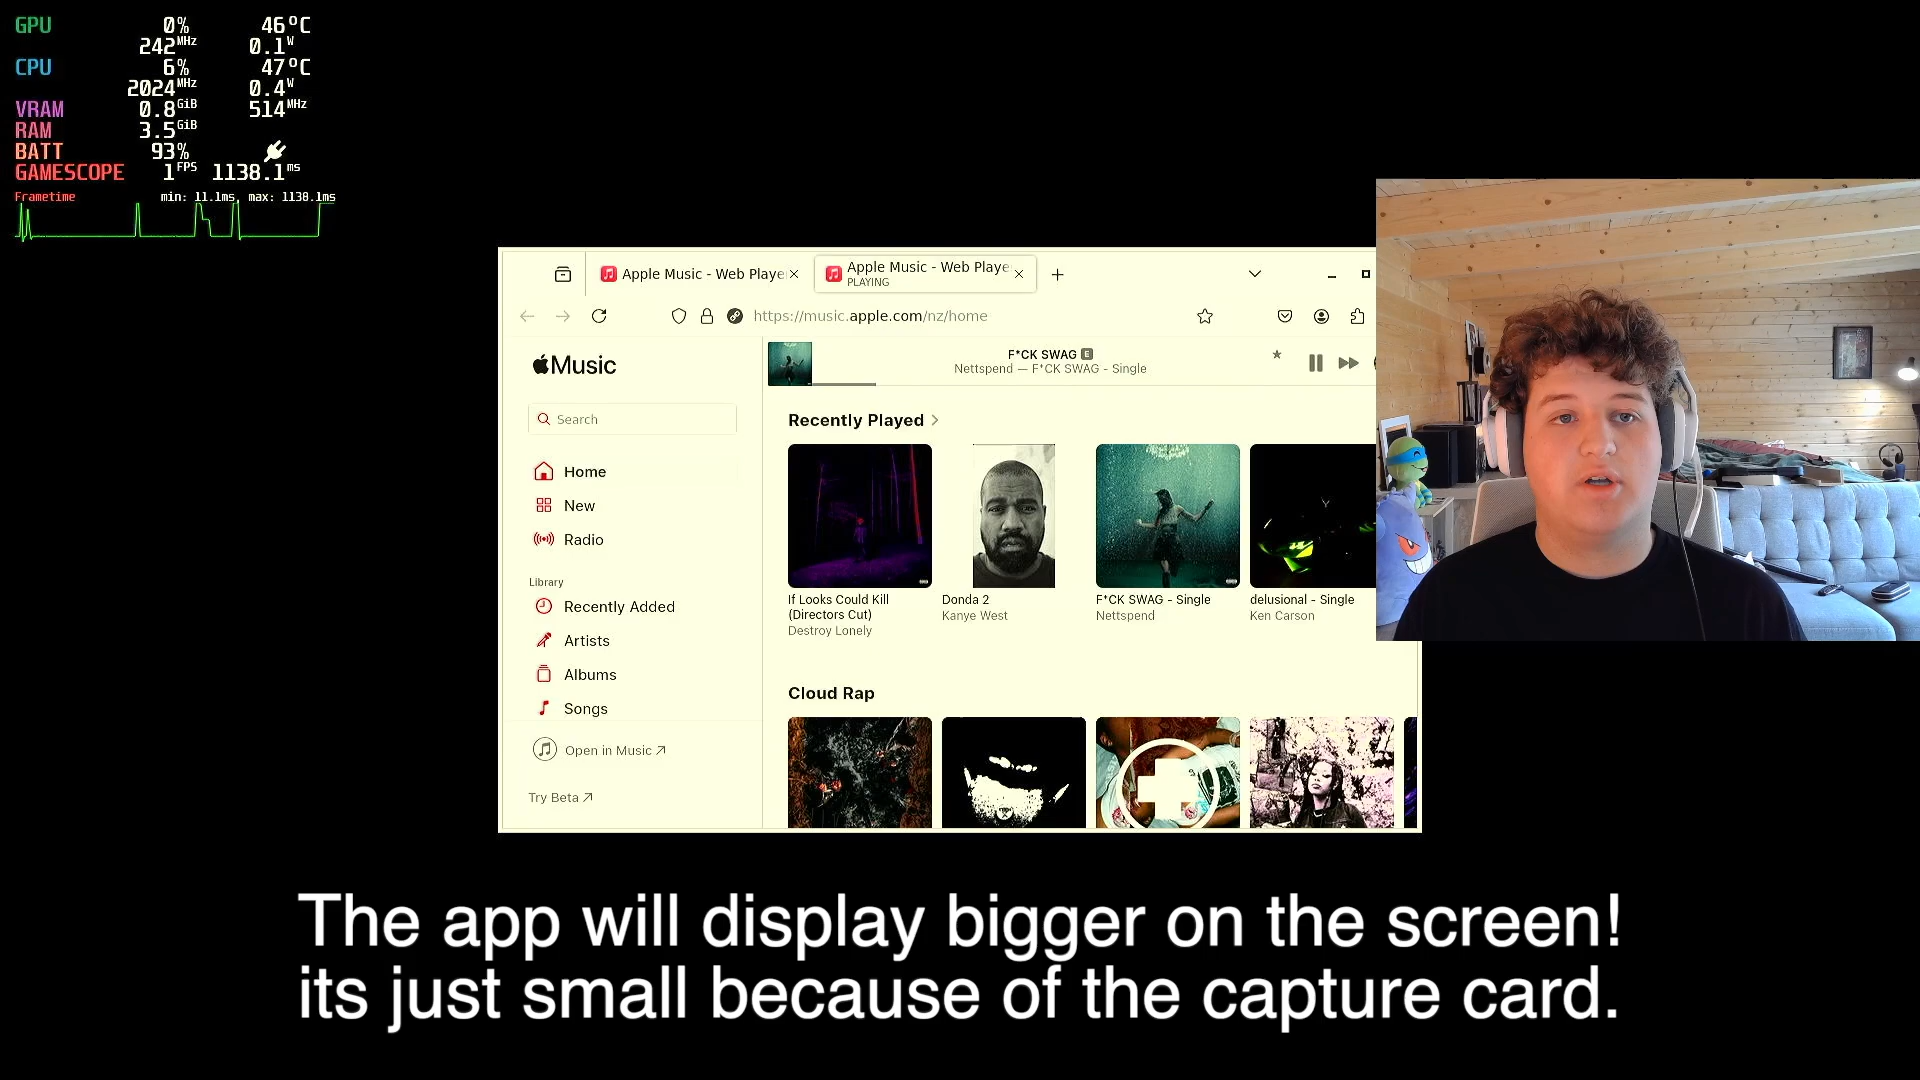 GPU 0% 46°C
242MHz 0.1W
CPU 6% 47°C
2024MHz 0.4W
VRAM 0.8GiB 514MHz
RAM 3.5GiB
BATT 93%
GAMESCOPE 1FPS 1138.1ms
Frametime min: 11.1ms, max: 1138.1ms
Apple Music - Web Playe
Apple Music - Web Playe
PLAYING
https://music.apple.com/nz/home
Music
F*CK SWAG E
Nettspend — F*CK SWAG - Single
Search
Home
New
Radio
Library
Recently Added
Artists
Albums
Songs
Open in Music
Try Beta
Recently Played
If Looks Could Kill
(Directors Cut)
Destroy Lonely
Donda 2
Kanye West
F*CK SWAG - Single
Nettspend
delusional - Single
Ken Carson
Cloud Rap
The app will display bigger on the screen!
its just small because of the capture card.